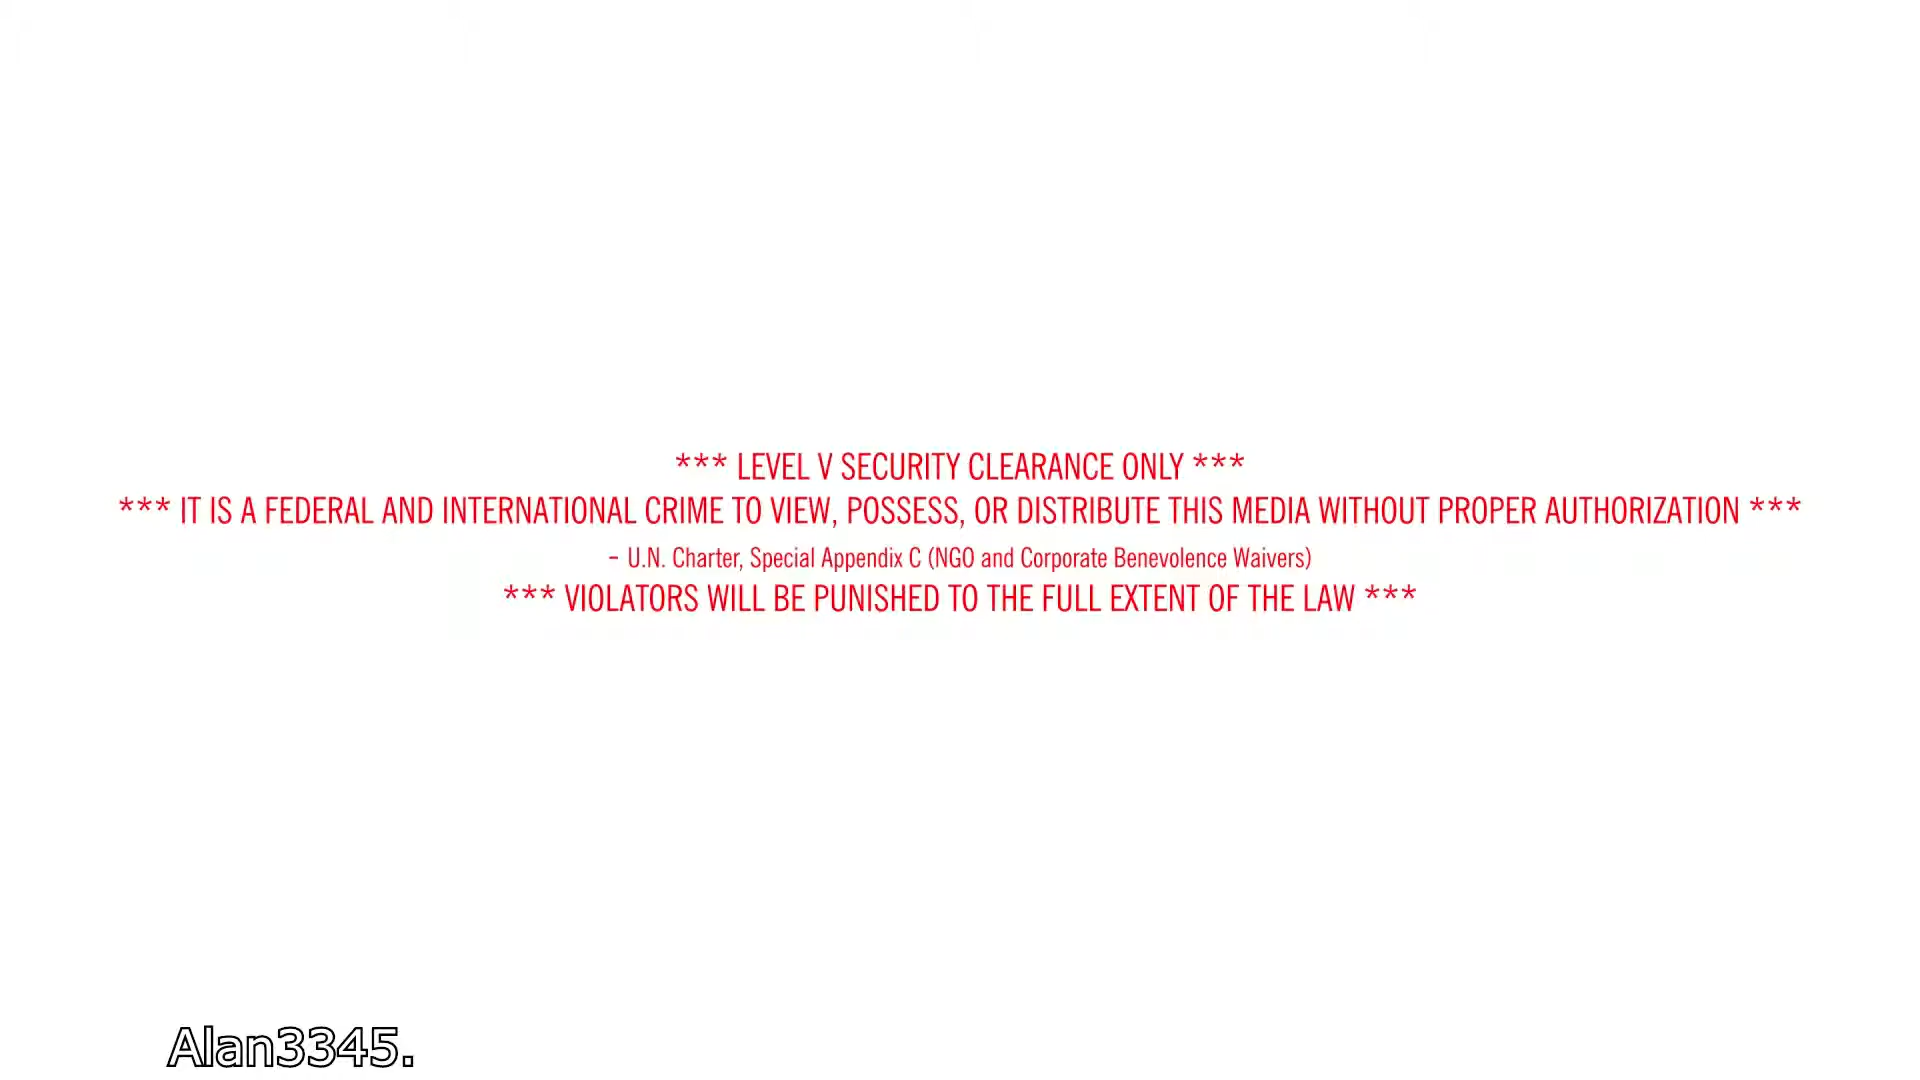 *** LEVEL V SECURITY CLEARANCE ONLY ***
*** IT IS A FEDERAL AND INTERNATIONAL CRIME TO VIEW, POSSESS, OR DISTRIBUTE THIS MEDIA WITHOUT PROPER AUTHORIZATION ***
– U.N. Charter, Special Appendix C (NGO and Corporate Benevolence Waivers)
*** VIOLATORS WILL BE PUNISHED TO THE FULL EXTENT OF THE LAW ***
Alan3345.